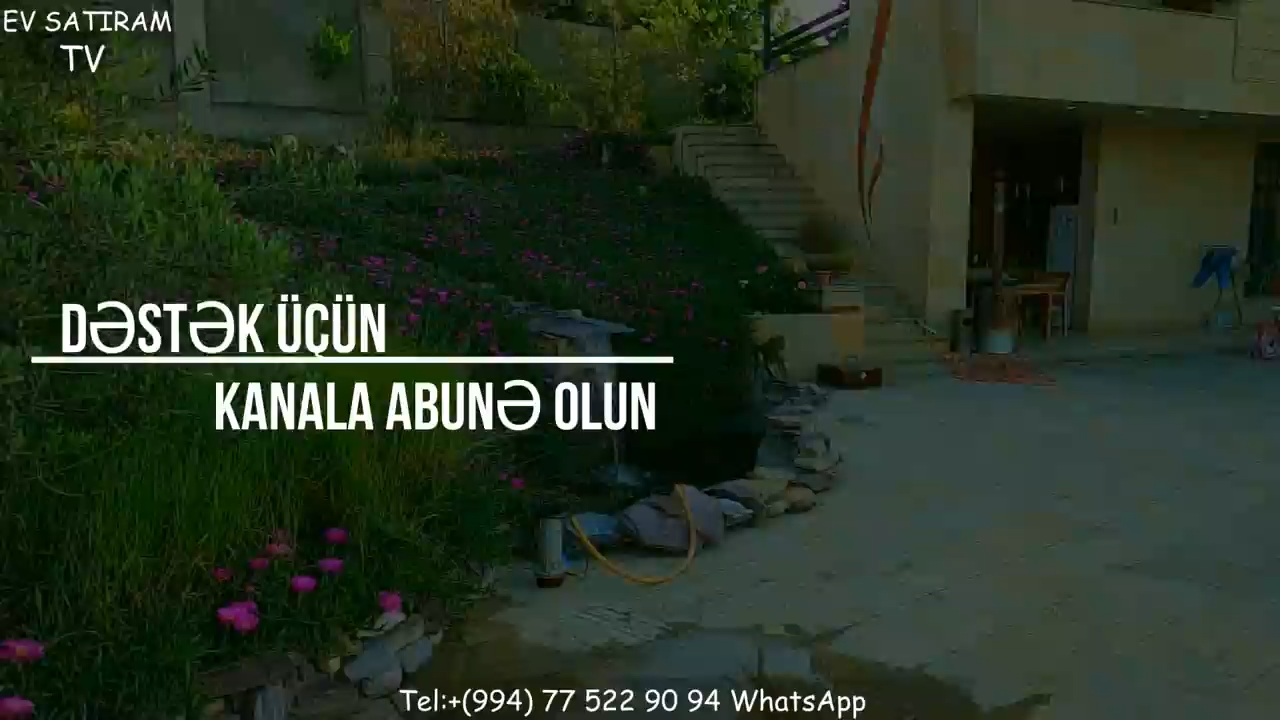 EV SATIRAM
TV
DƏSTƏK ÜÇÜN
KANALA ABUNƏ OLUN
Tel:+(994) 77 522 90 94 WhatsApp